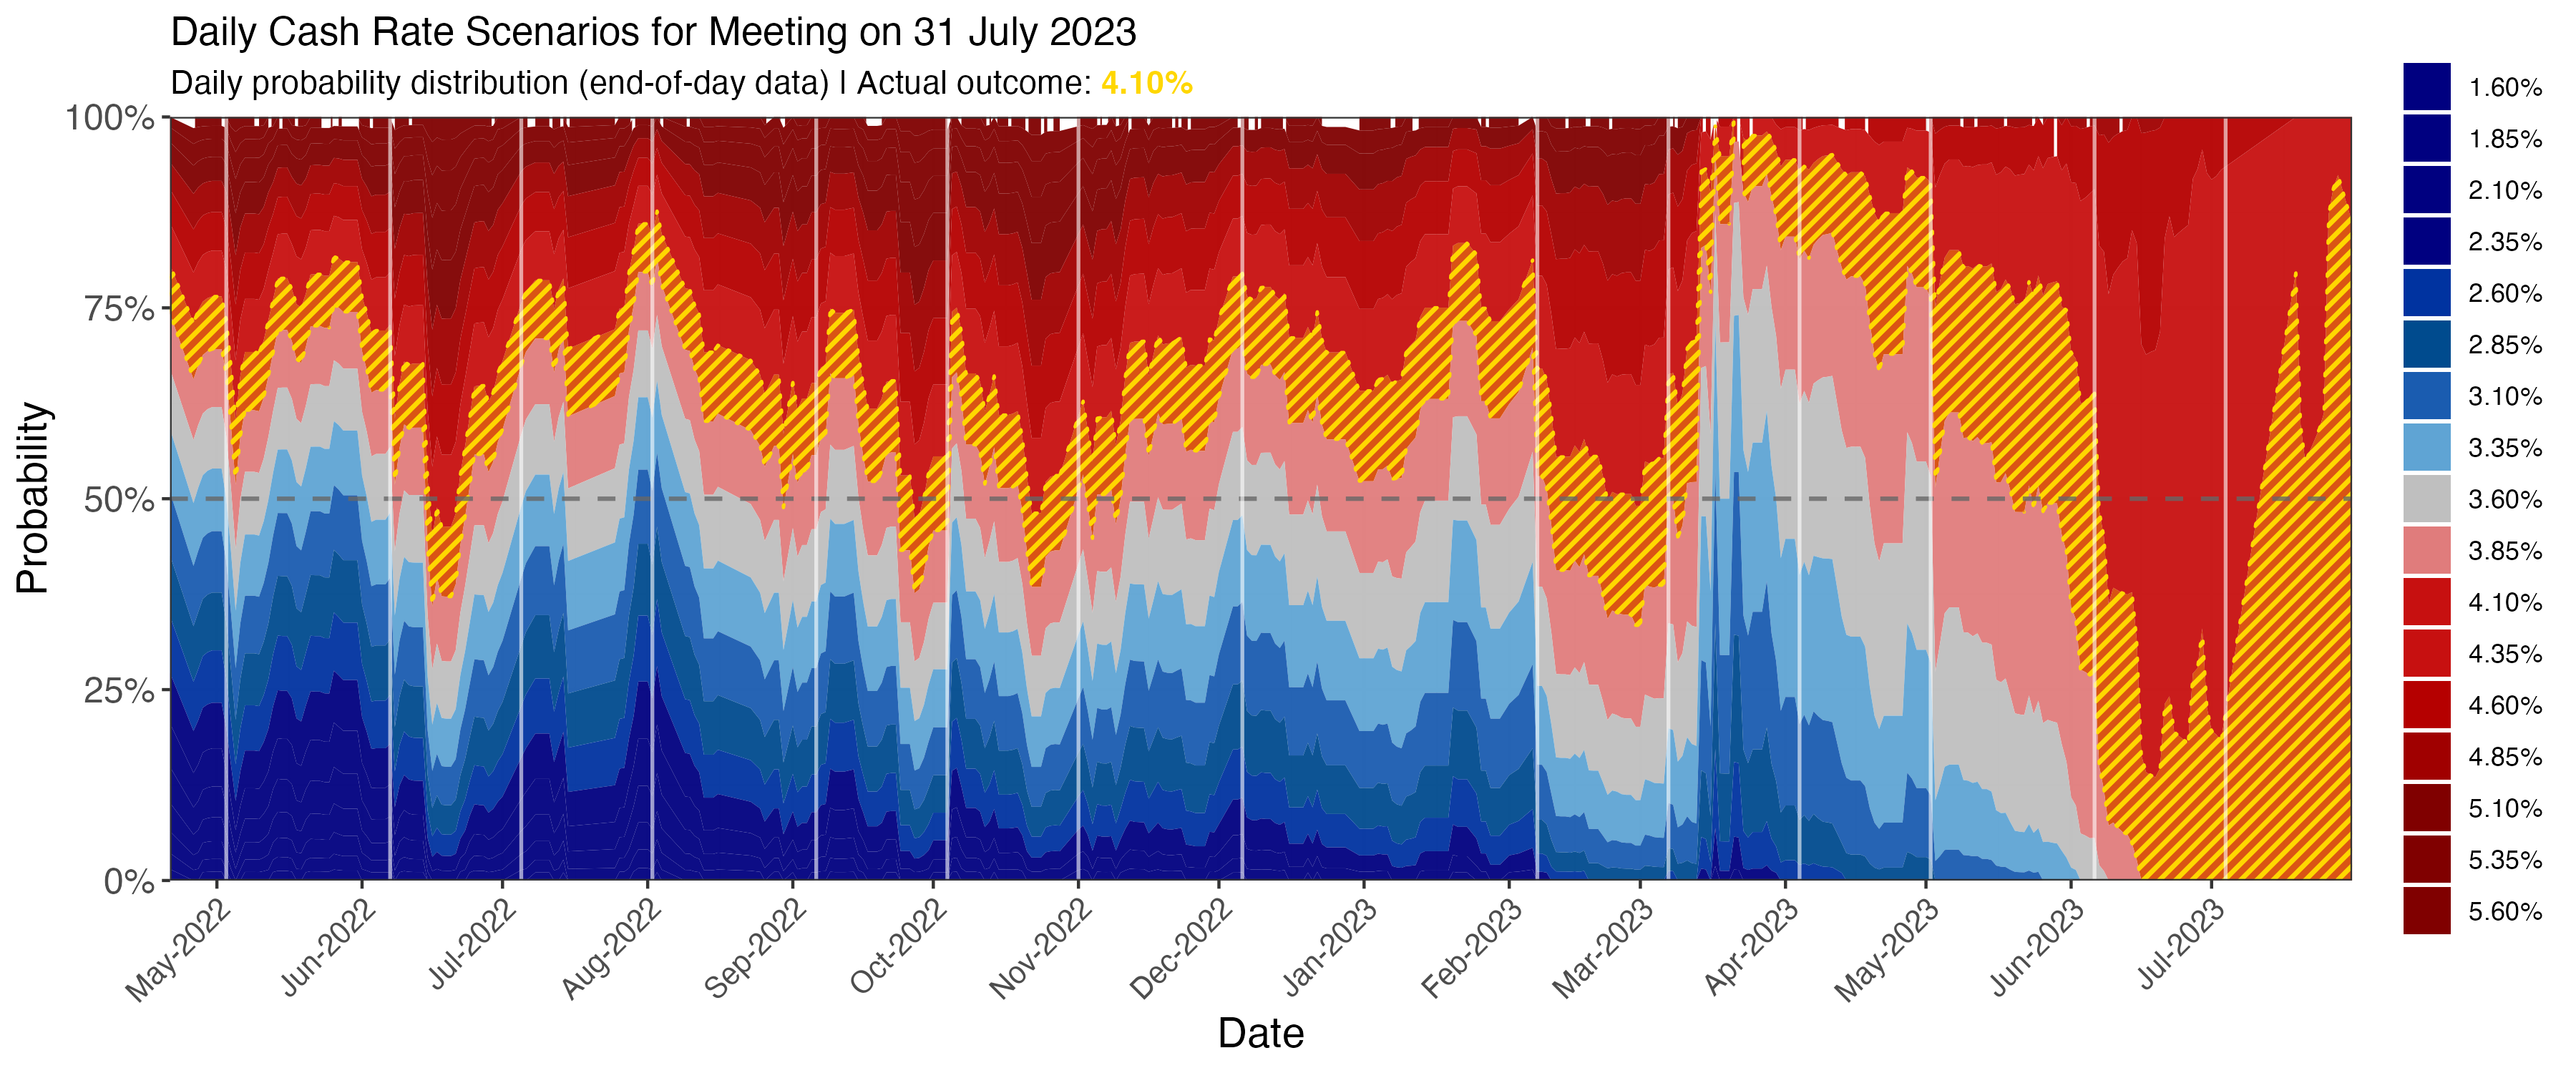 Daily Cash Rate Scenarios for Meeting on 31 July 2023
Daily probability distribution (end-of-day data) | Actual outcome: 4.10%
Probability
100%
75%
50%
25%
0%
May-2022
Jun-2022
Jul-2022
Aug-2022
Sep-2022
Oct-2022
Nov-2022
Dec-2022
Jan-2023
Feb-2023
Mar-2023
Apr-2023
May-2023
Jun-2023
Jul-2023
Date
1.60%
1.85%
2.10%
2.35%
2.60%
2.85%
3.10%
3.35%
3.60%
3.85%
4.10%
4.35%
4.60%
4.85%
5.10%
5.35%
5.60%